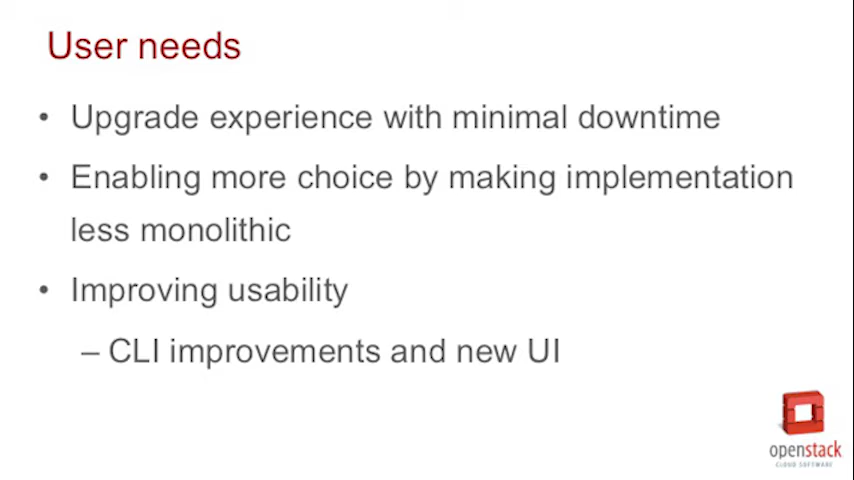 User needs
• Upgrade experience with minimal downtime
• Enabling more choice by making implementation
less monolithic
• Improving usability
– CLI improvements and new UI
openstack
CLOUD SOFTWARE